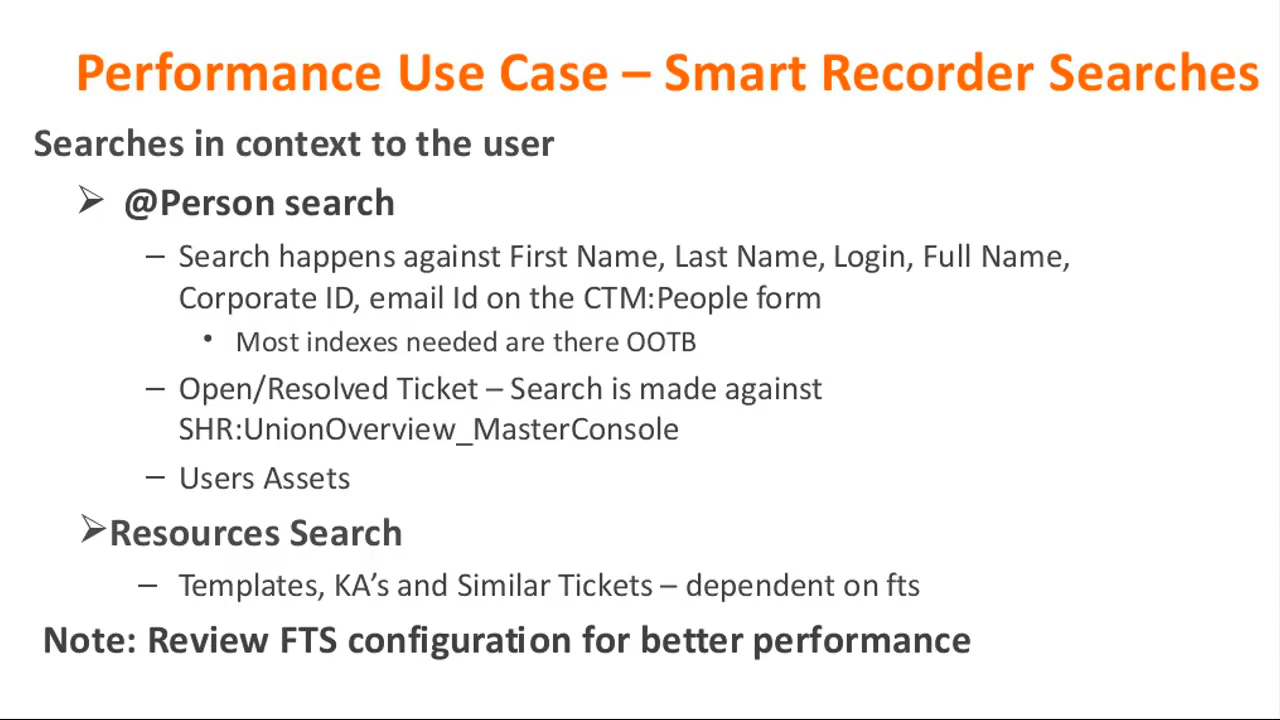 Performance Use Case – Smart Recorder Searches
Searches in context to the user
➢ @Person search
– Search happens against First Name, Last Name, Login, Full Name,
Corporate ID, email Id on the CTM:People form
• Most indexes needed are there OOTB
– Open/Resolved Ticket – Search is made against
SHR:UnionOverview_MasterConsole
– Users Assets
➢Resources Search
– Templates, KA’s and Similar Tickets – dependent on fts
Note: Review FTS configuration for better performance